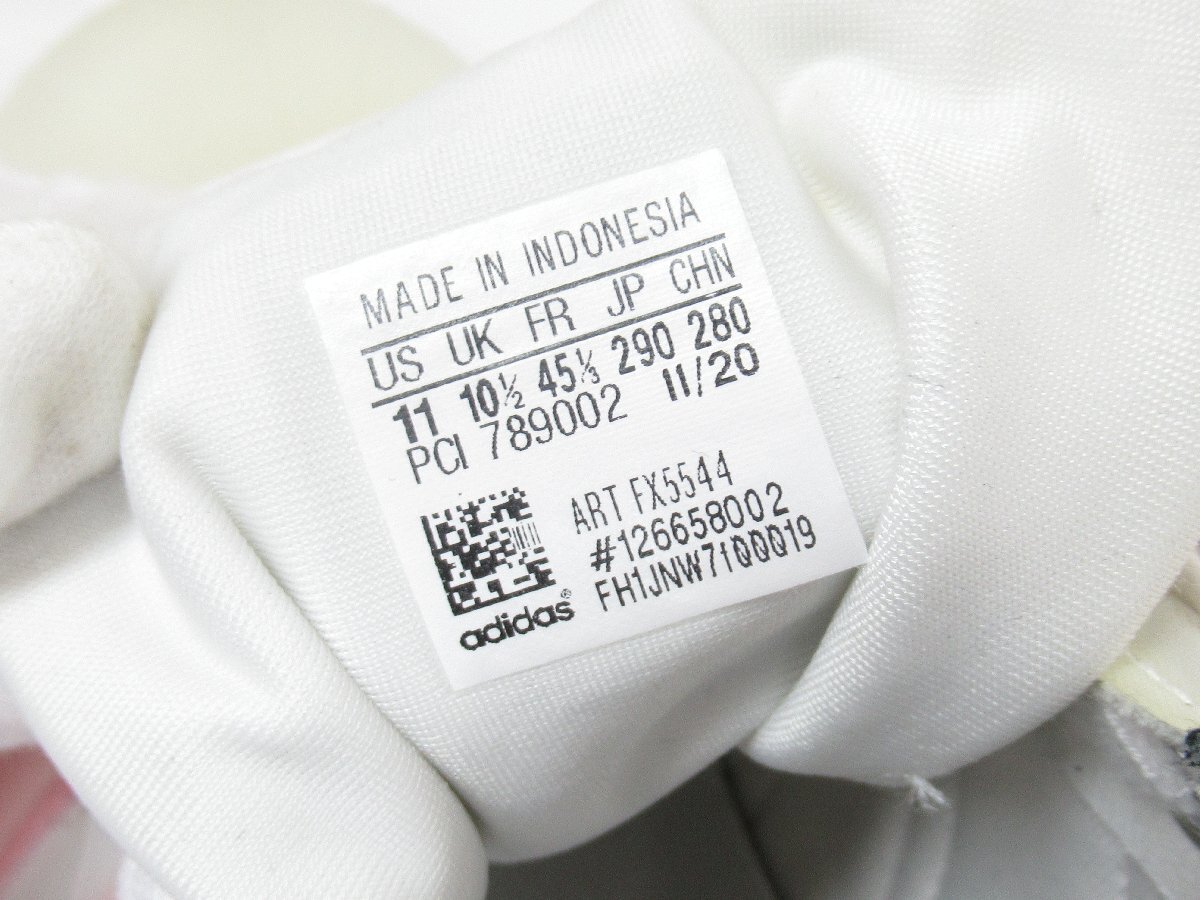 MADE IN INDONESIA
US UK FR JP CHN
11 10½ 45⅓ 290 280
PCI 789002 11/20
ART FX5544
#126658002
FH1JNW7100019
adidas®